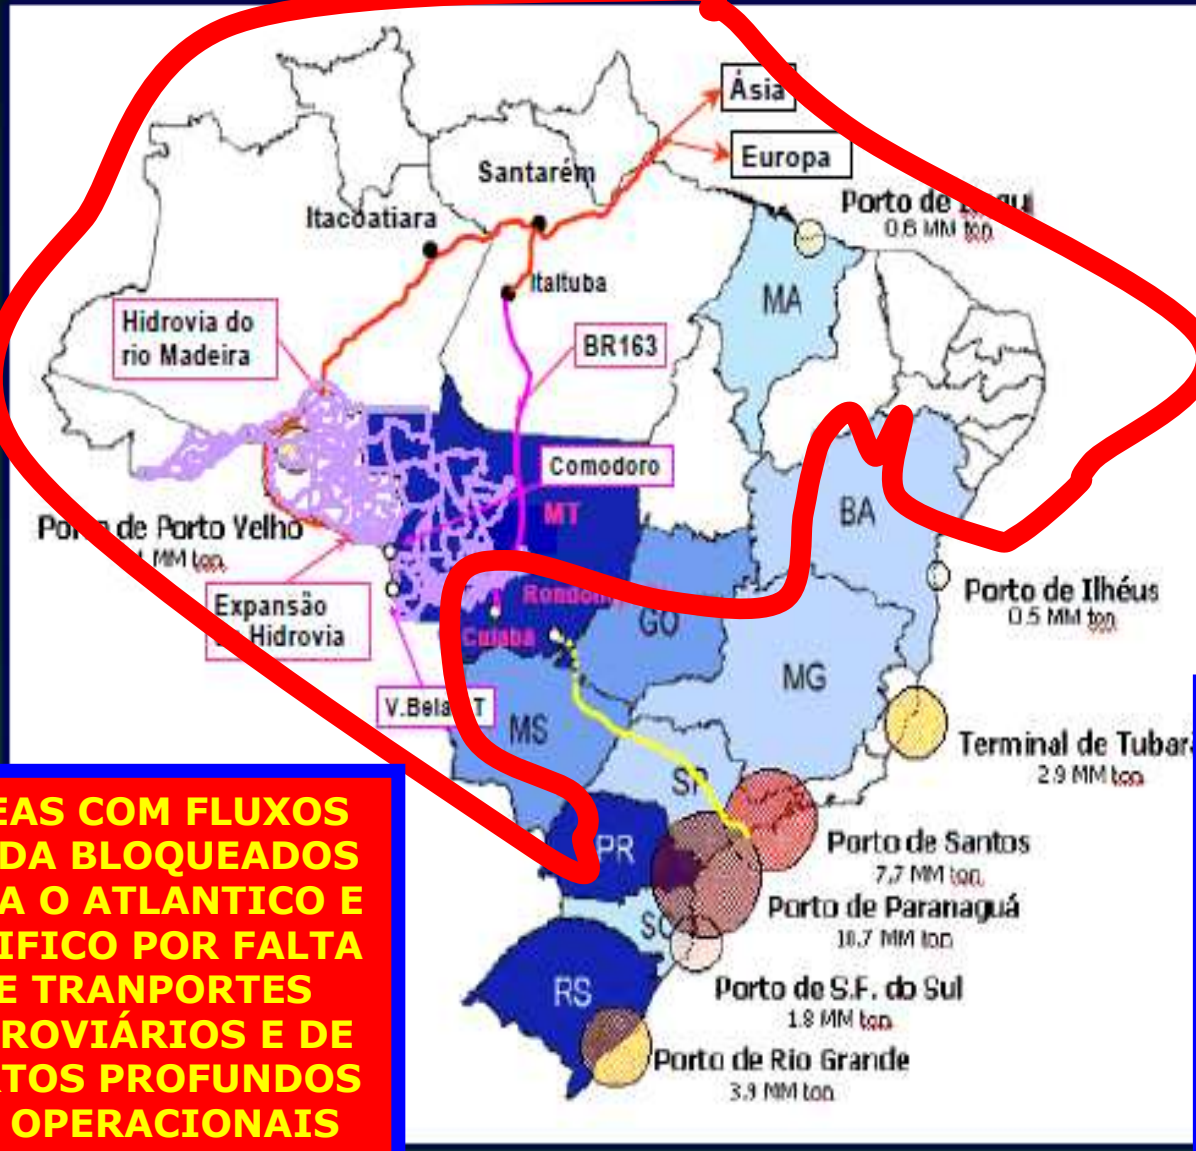 Ásia
Europa
Santarém
Itacoatiara
Porto de
0.6 MM ton
Itaituba
MA
Hidrovia do
rio Madeira
BR163
Comodoro
MT
BA
de Porto Velho
MM ton
Porto de Ilhéus
0.5 MM ton
Expansão
Hidrovia
Cuiabá
GO
MG
V.Bela
MS
Terminal de
2.9 MM ton
SP
Porto de Santos
7.7 MM ton
PR
Porto de Paranaguá
10.7 MM ton
SC
Porto de S.F. do Sul
1.8 MM ton
RS
Porto de Rio Grande
3.9 MM ton
EAS COM FLUXOS
DA BLOQUEADOS
A O ATLANTICO E
IFICO POR FALTA
E TRANPORTES
ROVIÁRIOS E DE
TOS PROFUNDOS
OPERACIONAIS